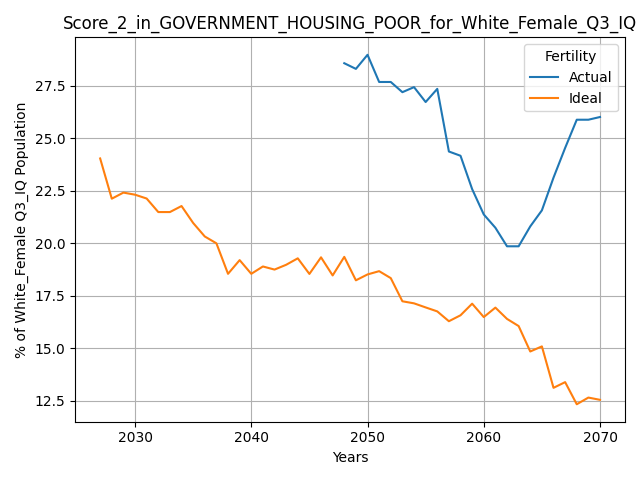 Score_2_in_GOVERNMENT_HOUSING_POOR_for_White_Female_Q3_IQ
Fertility
Actual
Ideal
% of White_Female Q3_IQ Population
27.5
25.0
22.5
20.0
17.5
15.0
12.5
2030 2040 2050 2060 2070
Years